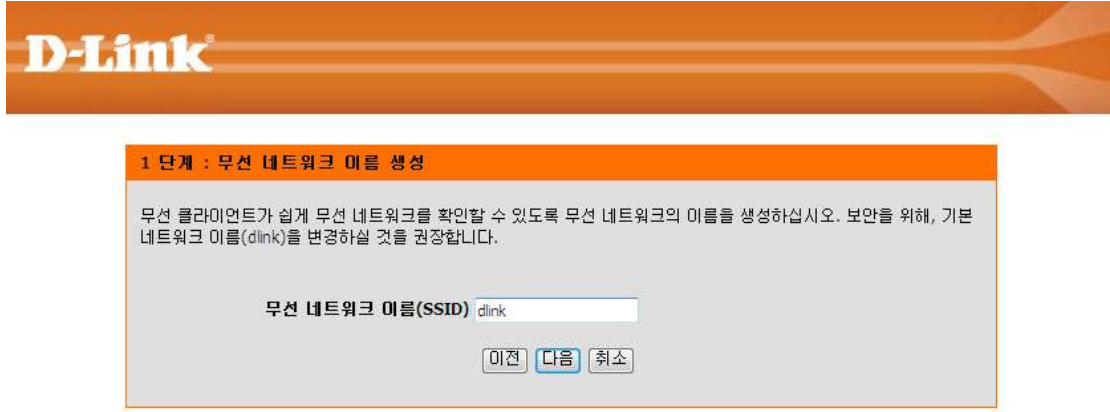 D-Link®
1 단계 : 무선 네트워크 이름 생성
무선 클라이언트가 쉽게 무선 네트워크를 확인할 수 있도록 무선 네트워크의 이름을 생성하십시오. 보안을 위해, 기본
네트워크 이름(dlink)을 변경하실 것을 권장합니다.
무선 네트워크 이름(SSID) dlink
이전 다음 취소